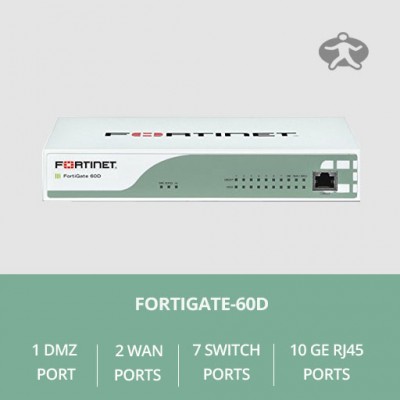 FORTINET
FORTINET
FortiGate 60D
FORTIGATE-60D
1 DMZ PORT
2 WAN PORTS
7 SWITCH PORTS
10 GE RJ45 PORTS